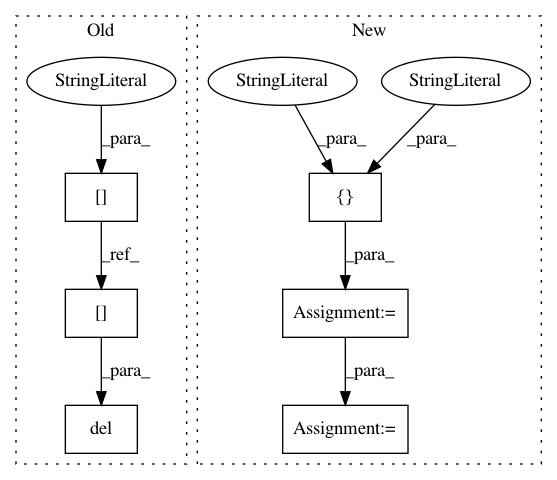 Old
New
StringLiteral
StringLiteral
StringLiteral
_para_
_para_
_para_
[]
{}
_ref_
_para_
[]
Assignment:=
_para_
_para_
del
Assignment:=